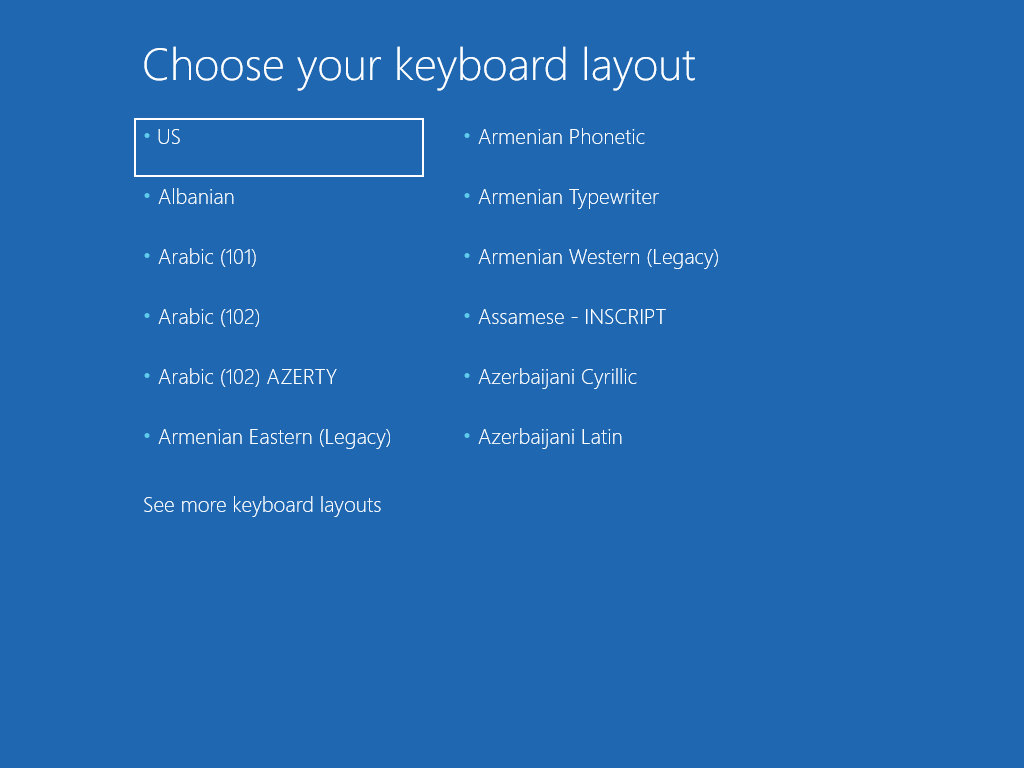 Choose your keyboard layout
• US
• Albanian
• Arabic (101)
• Arabic (102)
• Arabic (102) AZERTY
• Armenian Eastern (Legacy)
• Armenian Phonetic
• Armenian Typewriter
• Armenian Western (Legacy)
• Assamese - INSCRIPT
• Azerbaijani Cyrillic
• Azerbaijani Latin
See more keyboard layouts